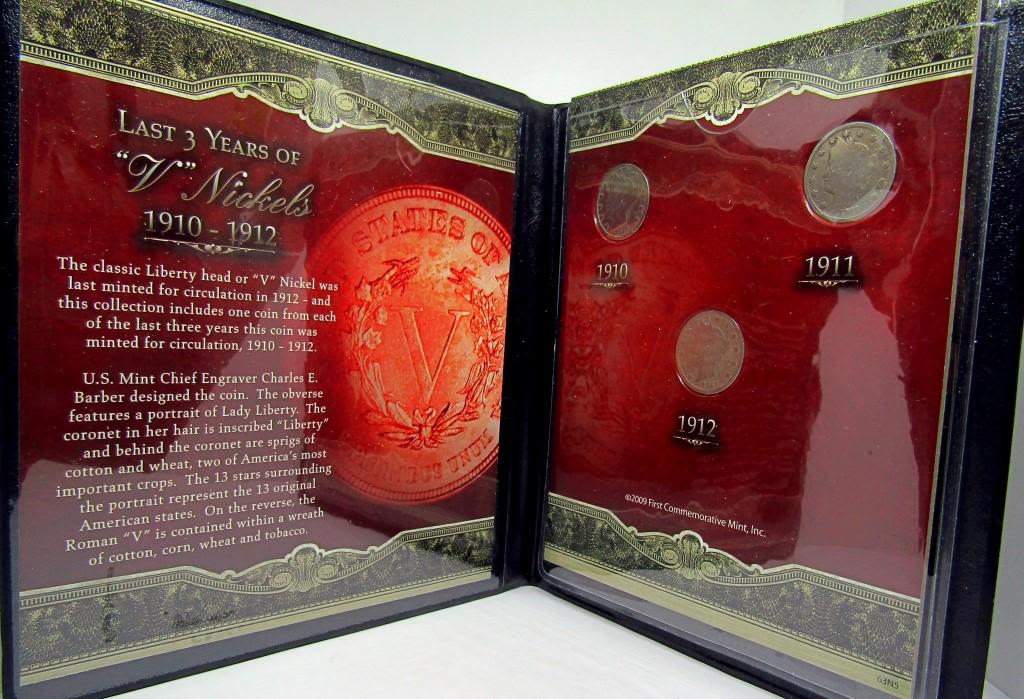 LAST 3 YEARS OF
"V" Nickels
1910 - 1912
The classic Liberty head or "V" Nickel was
last minted for circulation in 1912 - and
this collection includes one coin from each
of the last three years this coin was
minted for circulation, 1910 - 1912.
U.S. Mint Chief Engraver Charles E.
Barber designed the coin. The obverse
features a portrait of Lady Liberty. The
coronet in her hair is inscribed "Liberty"
and behind the coronet are sprigs of
cotton and wheat, two of America's most
important crops. The 13 stars surrounding
the portrait represent the 13 original
American states. On the reverse, the
Roman "V" is contained within a wreath
of cotton, corn, wheat and tobacco.
STATES OF
V
PLURIBUS UNUM
1910
1911
1912
©2009 First Commemorative Mint, Inc.
63N5